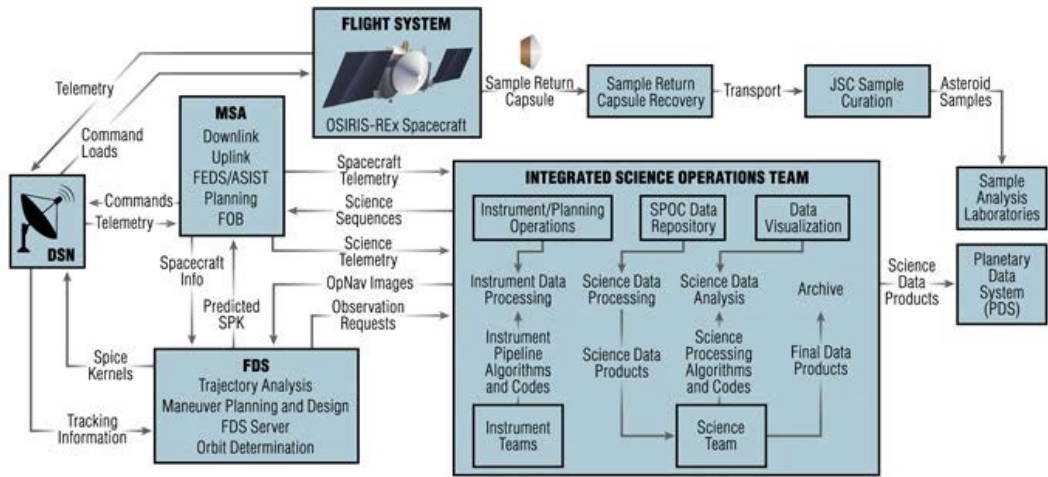 FLIGHT SYSTEM
OSIRIS-REx Spacecraft
Sample Return
Capsule
Sample Return
Capsule Recovery
Transport
JSC Sample
Curation
Asteroid
Samples
Sample
Analysis
Laboratories
Telemetry
Command
Loads
MSA
Downlink
Uplink
FEDS/ASIST
Planning
FOB
DSN
Commands
Telemetry
Spacecraft
Info
Predicted
SPK
Spacecraft
Telemetry
Science
Sequences
Science
Telemetry
OpNav Images
Observation
Requests
Spice
Kernels
Tracking
Information
FDS
Trajectory Analysis
Maneuver Planning and Design
FDS Server
Orbit Determination
INTEGRATED SCIENCE OPERATIONS TEAM
Instrument/Planning
Operations
SPOC Data
Repository
Data
Visualization
Instrument Data
Processing
Science Data
Processing
Science Data
Analysis
Archive
Instrument
Pipeline
Algorithms
and Codes
Science Data
Products
Science
Processing
Algorithms
and Codes
Final Data
Products
Instrument
Teams
Science
Team
Science
Data
Products
Planetary
Data
System
(PDS)